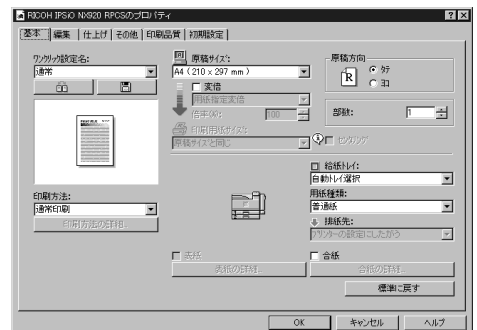 RICOH IPSiO NX920 RPCSのプロパティ
基本 編集 仕上げ その他 印刷品質 初期設定
ワンクリック設定名:
通常
印刷方法:
通常印刷
印刷方法の詳細...
原稿サイズ:
A4 (210 x 297 mm)
変倍
用紙指定変倍
倍率(%): 100
印刷用紙サイズ:
原稿サイズと同じ
原稿方向
R
タテ
ヨコ
部数: 1
センタリング
給紙トレイ:
自動トレイ選択
用紙種類:
普通紙
排紙先:
プリンターの設定にしたがう
表紙
表紙の詳細...
合紙
合紙の詳細...
標準に戻す
OK キャンセル ヘルプ